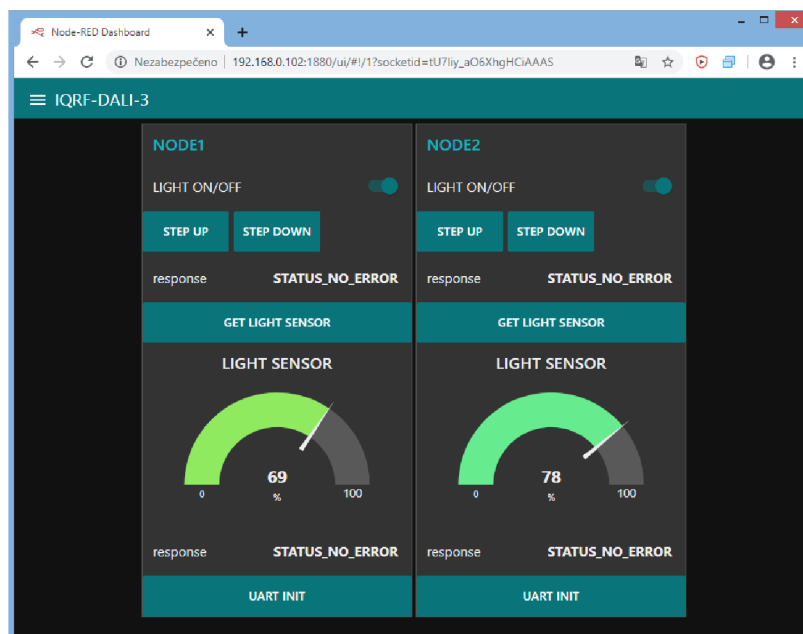 Node-RED Dashboard
Nezabezpečeno 192.168.0.102:1880/ui/#!/1?socketid=tU7liy_aO6XhgHCiAAAS
IQRF-DALI-3
NODE1
LIGHT ON/OFF
STEP UP STEP DOWN
response STATUS_NO_ERROR
GET LIGHT SENSOR
LIGHT SENSOR
69
0 % 100
response STATUS_NO_ERROR
UART INIT
NODE2
LIGHT ON/OFF
STEP UP STEP DOWN
response STATUS_NO_ERROR
GET LIGHT SENSOR
LIGHT SENSOR
78
0 % 100
response STATUS_NO_ERROR
UART INIT